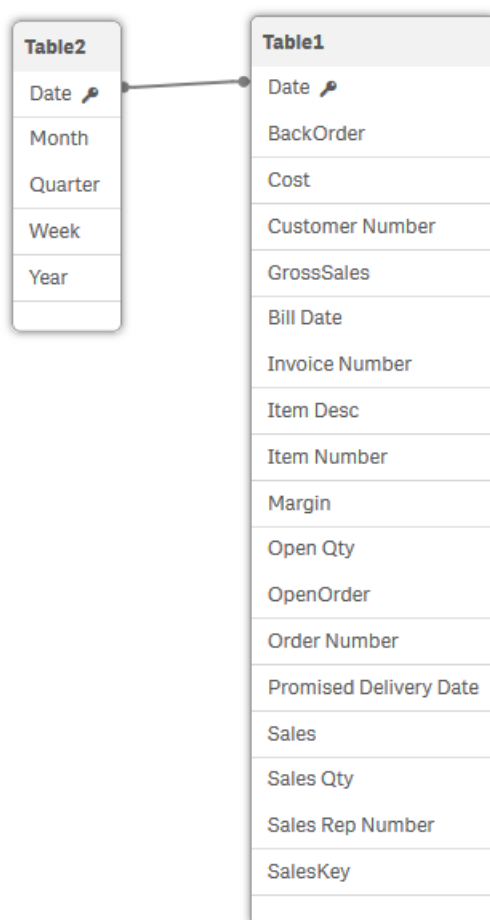 Table2
Date
Month
Quarter
Week
Year
Table1
Date
BackOrder
Cost
Customer Number
GrossSales
Bill Date
Invoice Number
Item Desc
Item Number
Margin
Open Qty
OpenOrder
Order Number
Promised Delivery Date
Sales
Sales Qty
Sales Rep Number
SalesKey